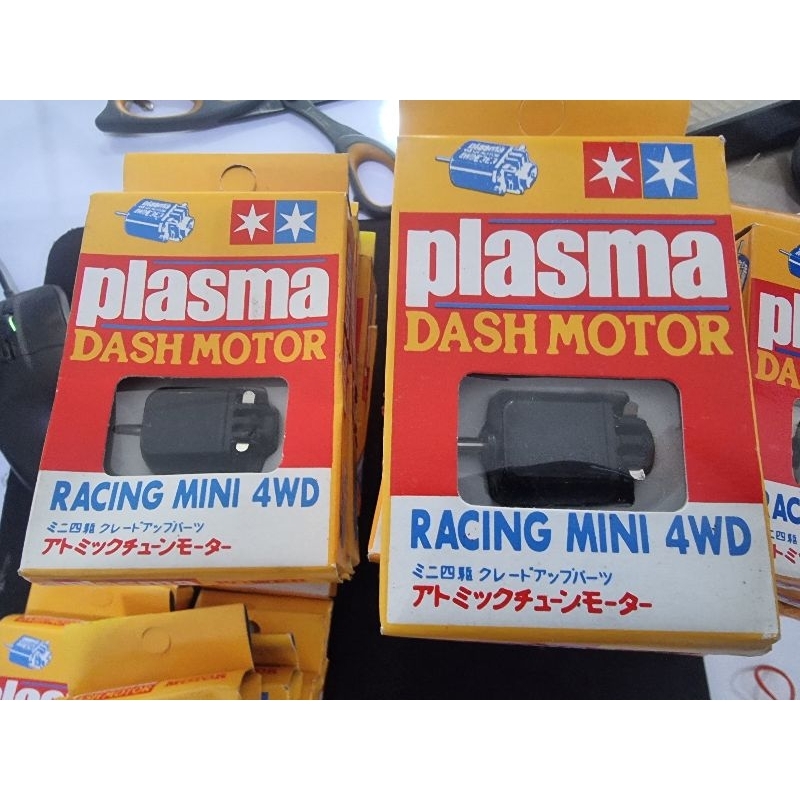 plasma
DASH MOTOR
RACING MINI 4WD
ミニ四駆 クレードアップパーツ
アトミックチューンモーター
plasma
DASH MOTOR
RACING MINI 4WD
ミニ四駆 クレードアップパーツ
アトミックチューンモーター
MOTOR